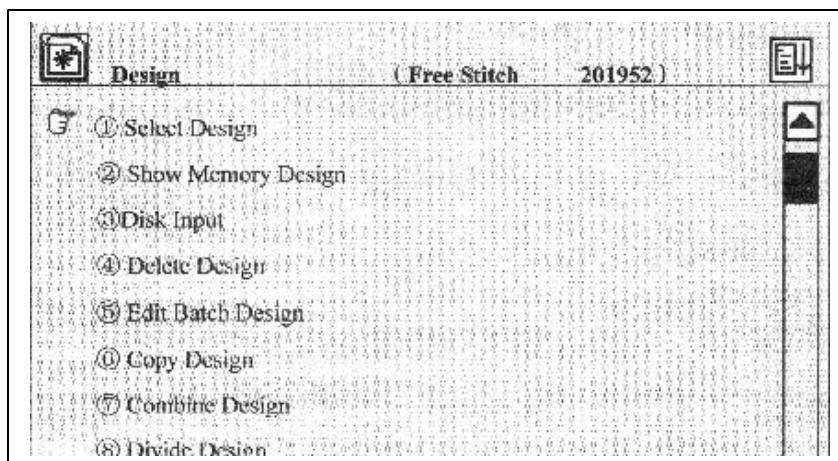 Design ( Free Stitch 201952 )
① Select Design
② Show Memory Design
③Disk Input
④ Delete Design
⑤ Edit Batch Design
⑥ Copy Design
⑦ Combine Design
⑧ Divide Design